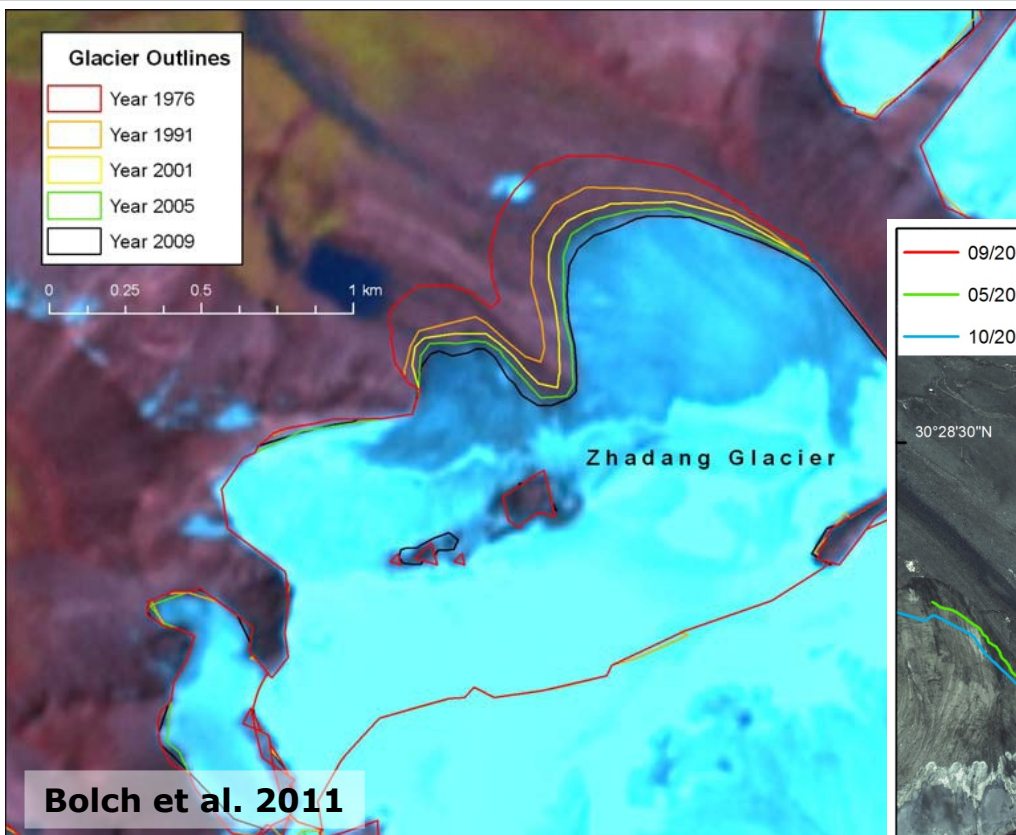 Glacier Outlines
Year 1976
Year 1991
Year 2001
Year 2005
Year 2009
0 0.25 0.5 1 km
09/20
05/20
10/20
30°28'30"N
Zhadang Glacier
Bolch et al. 2011